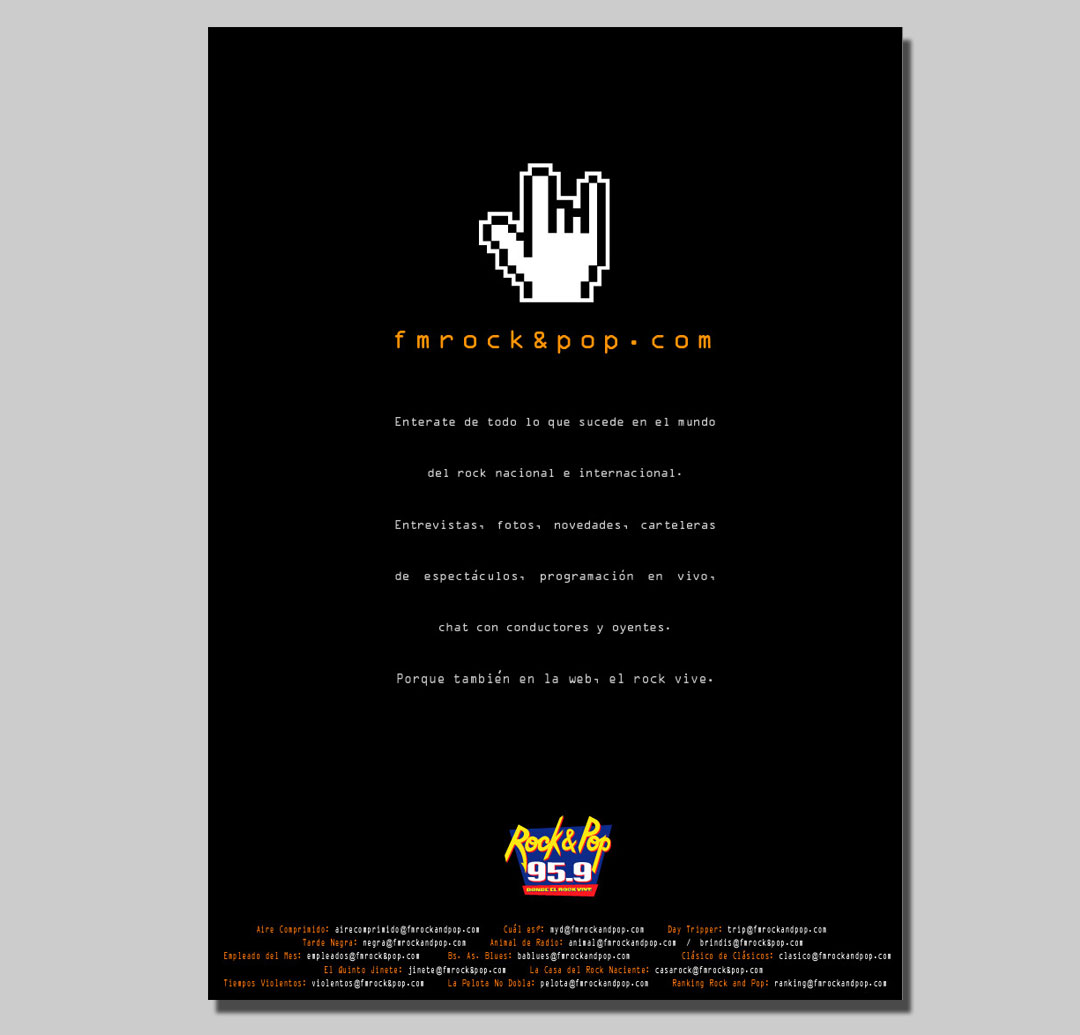 fmrock&pop.com
Enterate de todo lo que sucede en el mundo
del rock nacional e internacional.
Entrevistas, fotos, novedades, carteleras
de espectáculos, programación en vivo,
chat con conductores y oyentes.
Porque también en la web, el rock vive.
Rock&Pop
95.9
DONDE EL ROCK VIVE
Aire Comprimido: airecomprimido@fmrockandpop.com Cuál es?: myd@fmrockandpop.com Day Tripper: trip@fmrockandpop.com
Tarde Negra: negra@fmrockandpop.com Animal de Radio: animal@fmrockandpop.com / brindis@fmrock&pop.com
Empleado del Mes: empleados@fmrock&pop.com Bs. As. Blues: bablues@fmrockandpop.com Clásico de Clásicos: clasico@fmrockandpop.com
El Quinto Jinete: jinete@fmrock&pop.com La Casa del Rock Naciente: casarock@fmrock&pop.com
Tiempos Violentos: violentos@fmrock&pop.com La Pelota No Dobla: pelota@fmrockandpop.com Ranking Rock and Pop: ranking@fmrockandpop.com